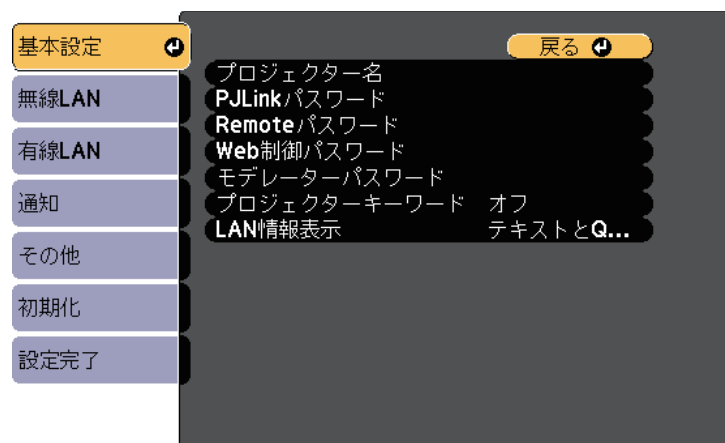 基本設定
無線LAN
有線LAN
通知
その他
初期化
設定完了
戻る
プロジェクター名
PJLinkパスワード
Remoteパスワード
Web制御パスワード
モデレーターパスワード
プロジェクターキーワード オフ
LAN情報表示 テキストとQ...